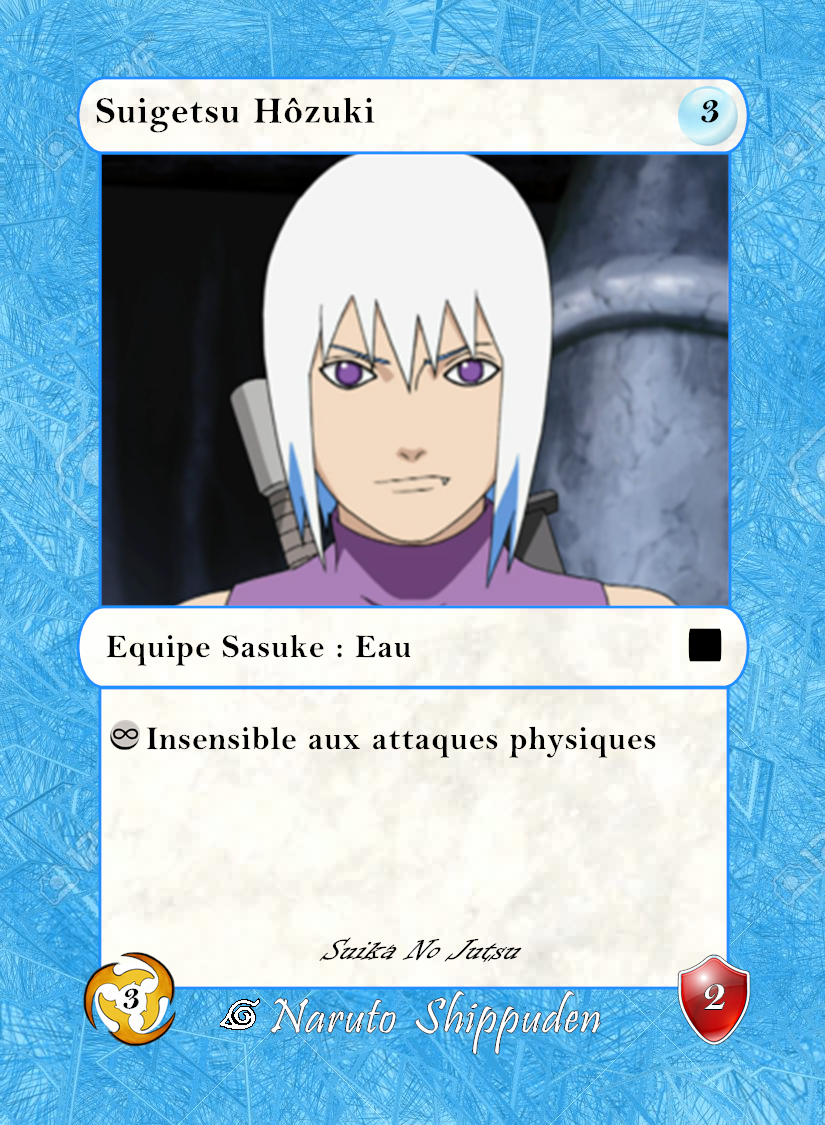 Suigetsu Hôzuki
3
Equipe Sasuke : Eau
∞ Insensible aux attaques physiques
Suika No Jutsu
3
Naruto Shippuden
2